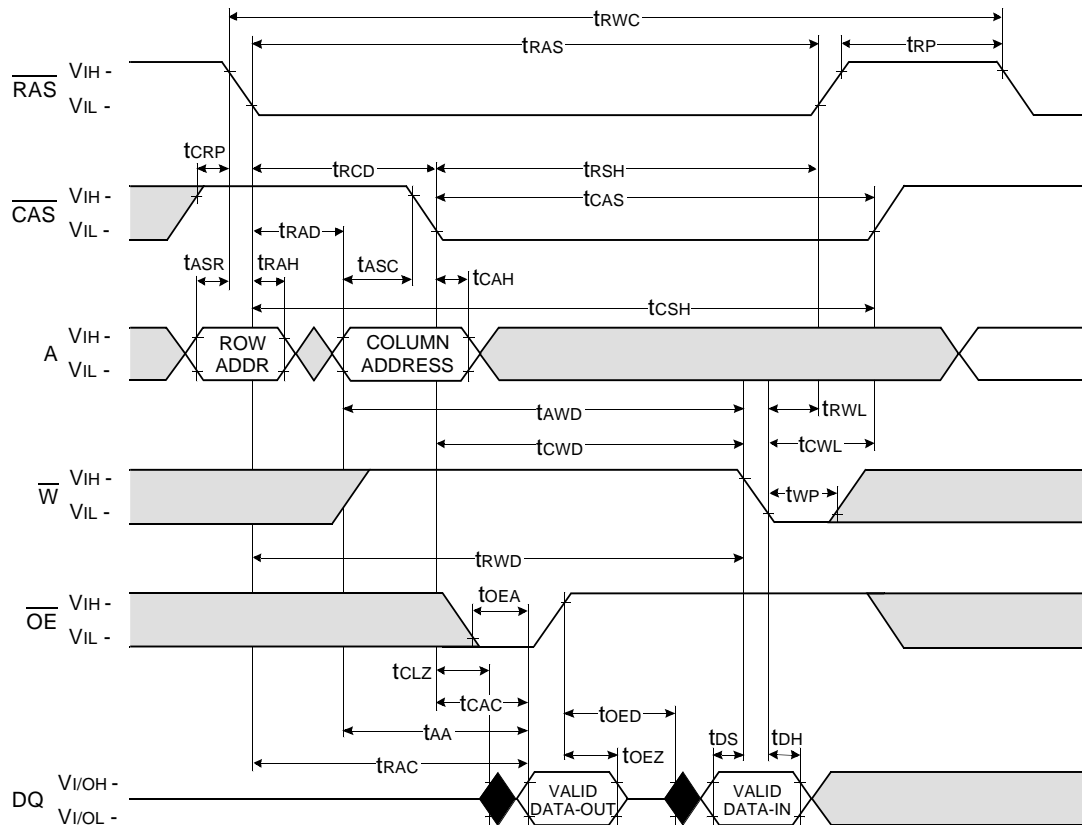 tRWC
tRAS tRP
RAS VIH -
VIL -
tCRP tRCD tRSH
CAS VIH - tCAS
VIL - tRAD
tASR tRAH tASC tCAH
tCSH
A VIH - ROW COLUMN
VIL - ADDR ADDRESS
tAWD tRWL
tCWD tCWL
W VIH -
VIL - tWP
tRWD
OE VIH - tOEA
VIL -
tCLZ
tCAC tOED
tAA tDS tDH
tOEZ
tRAC
DQ VI/OH - VALID VALID
VI/OL - DATA-OUT DATA-IN